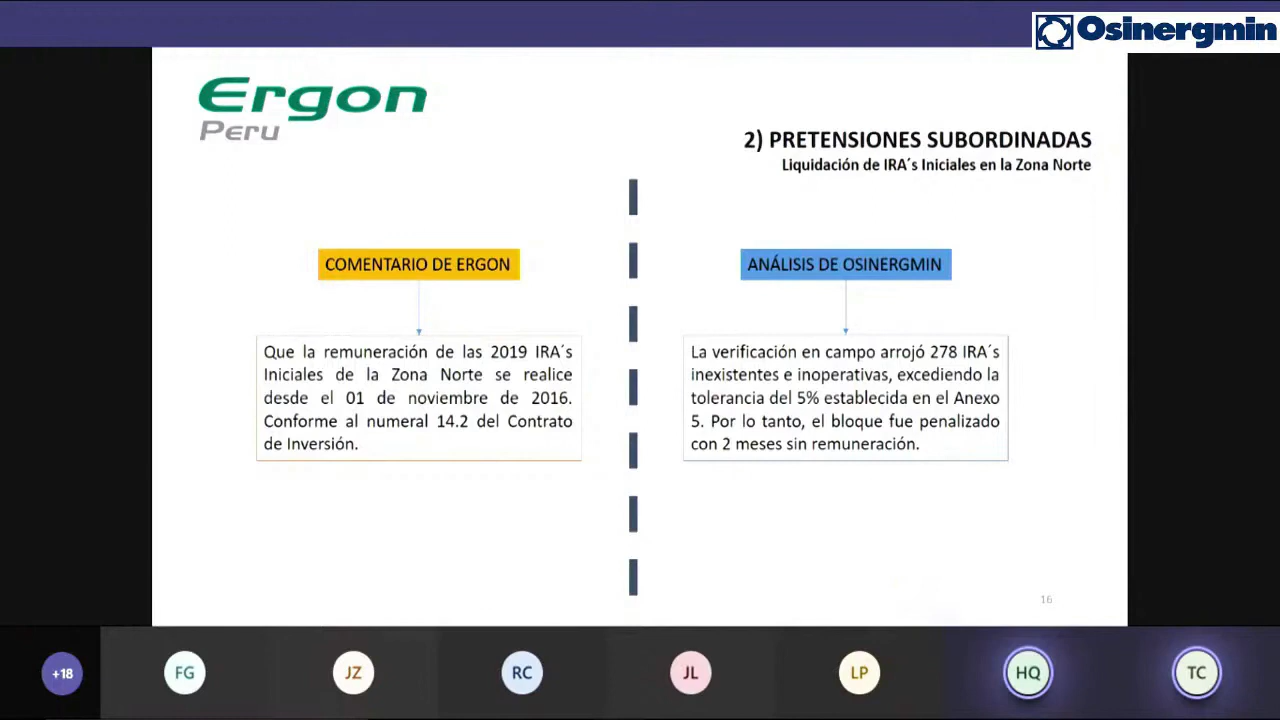 Osinergmin
Ergon
Peru
2) PRETENSIONES SUBORDINADAS
Liquidación de IRA´s Iniciales en la Zona Norte
COMENTARIO DE ERGON
Que la remuneración de las 2019 IRA´s
Iniciales de la Zona Norte se realice
desde el 01 de noviembre de 2016.
Conforme al numeral 14.2 del Contrato
de Inversión.
ANÁLISIS DE OSINERGMIN
La verificación en campo arrojó 278 IRA´s
inexistentes e inoperativas, excediendo la
tolerancia del 5% establecida en el Anexo
5. Por lo tanto, el bloque fue penalizado
con 2 meses sin remuneración.
16
+18
FG
JZ
RC
JL
LP
HQ
TC